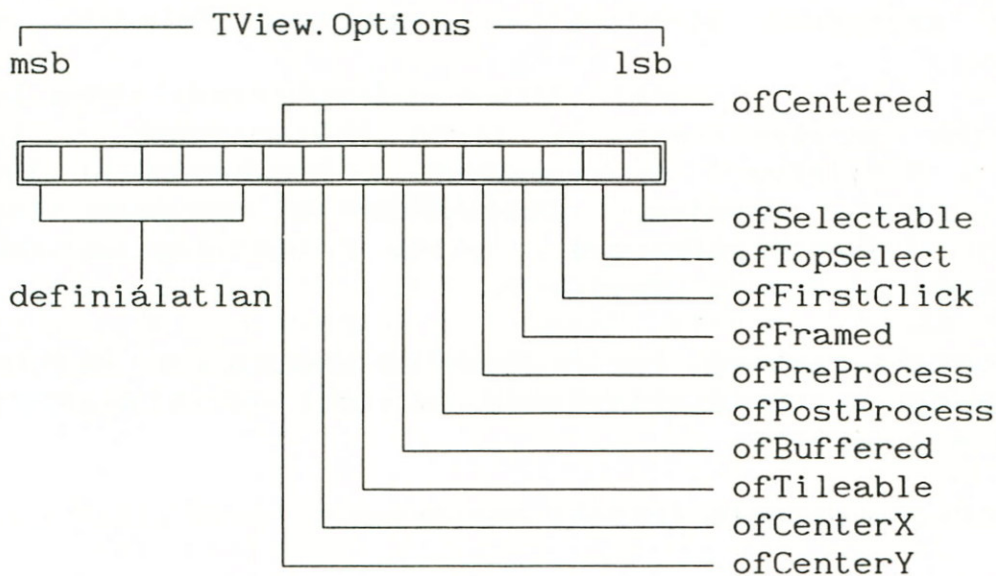 TView.Options
msb lsb
ofCentered
ofSelectable
ofTopSelect
definiálatlan
ofFirstClick
ofFramed
ofPreProcess
ofPostProcess
ofBuffered
ofTileable
ofCenterX
ofCenterY